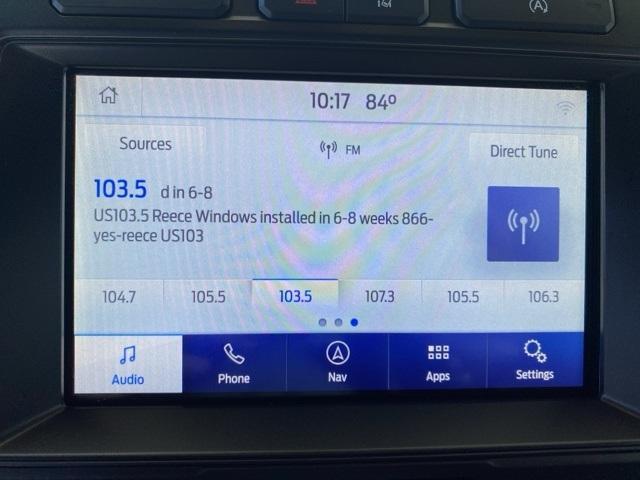 10:17 84º
Sources
FM
Direct Tune
103.5 d in 6-8
US103.5 Reece Windows installed in 6-8 weeks 866-
yes-reece US103
104.7 105.5 103.5 107.3 105.5 106.3
Audio Phone Nav Apps Settings